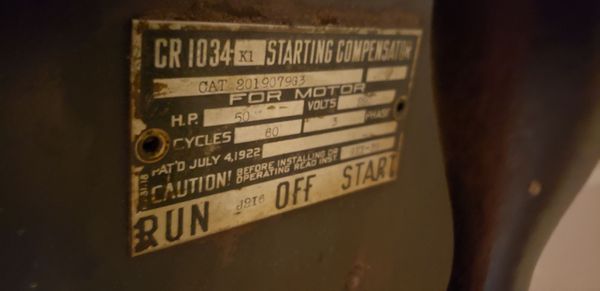 CR 1034 K1 STARTING COMPENSATOR
CAT 2019079G3
FOR MOTOR
H.P. 50 VOLTS
CYCLES 60 3 PHASE
PAT'D JULY 4, 1922
CAUTION! BEFORE INSTALLING OR
OPERATING READ INST
RUN OFF START